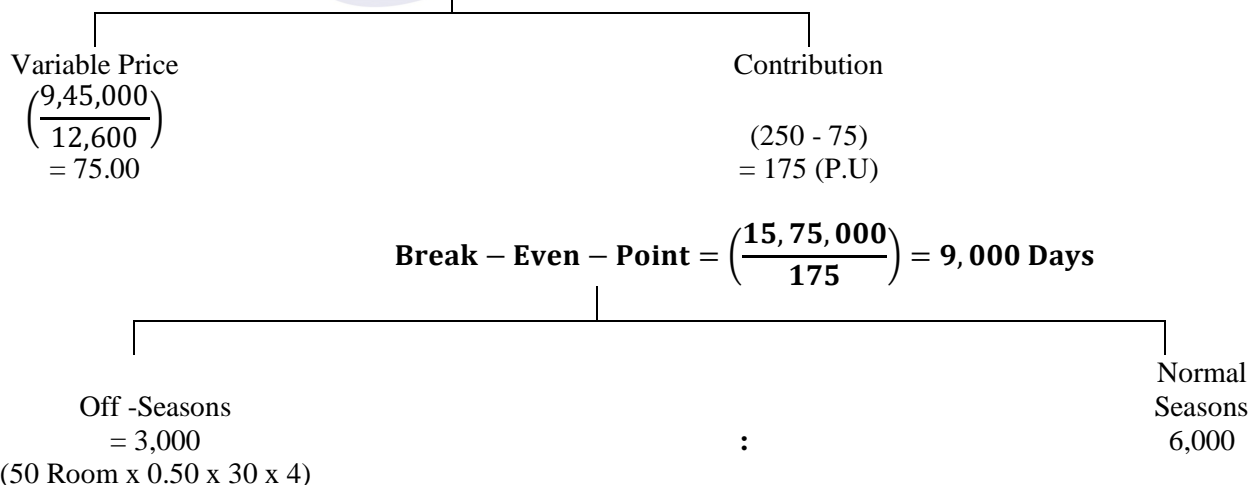 Variable Price
(9,45,000 / 12,600)
= 75.00
Contribution
(250 - 75)
= 175 (P.U)
Break − Even − Point = (15,75,000 / 175) = 9,000 Days
Off -Seasons
= 3,000
(50 Room x 0.50 x 30 x 4)
:
Normal
Seasons
6,000